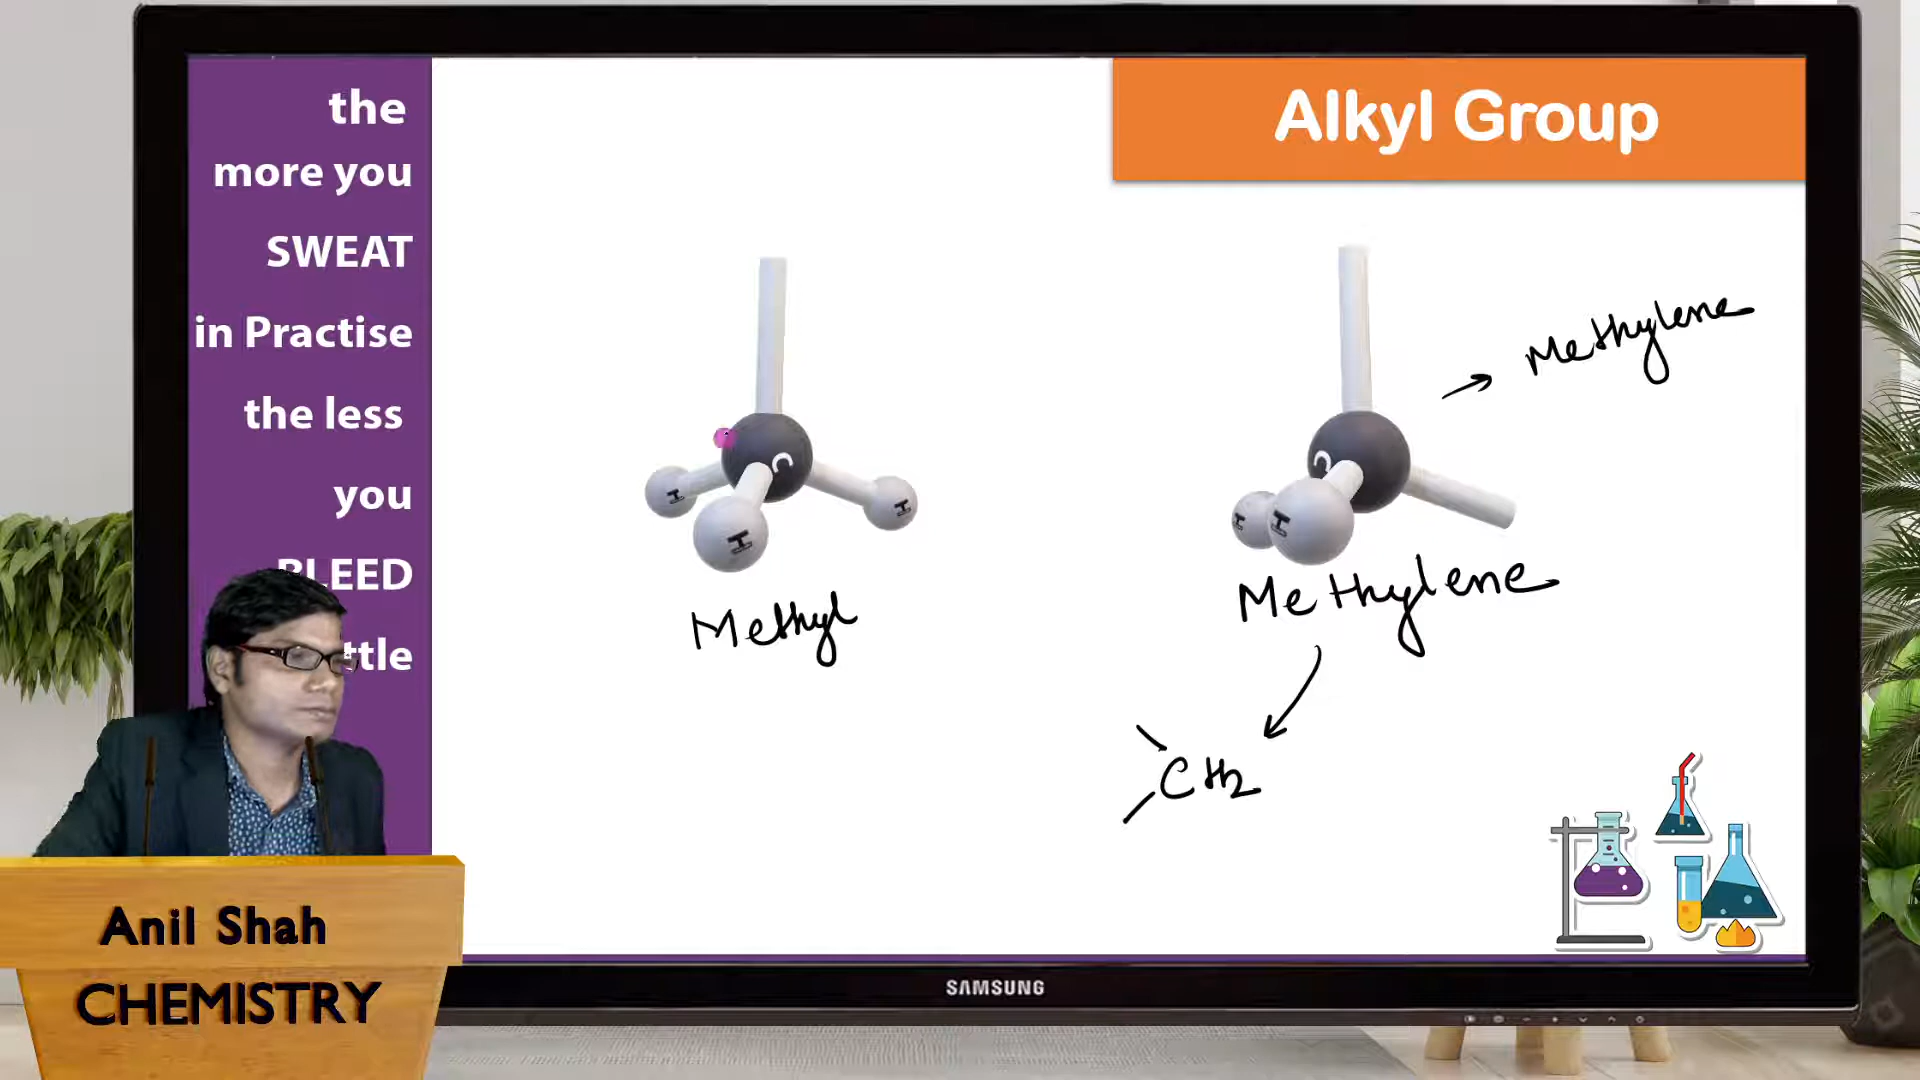 the
more you
SWEAT
in Practise
the less
you
BLEED
Alkyl Group
C
H
H
H
Methyl
C
H
H
Methylene
Methylene
CH2
Anil Shah
CHEMISTRY
SAMSUNG